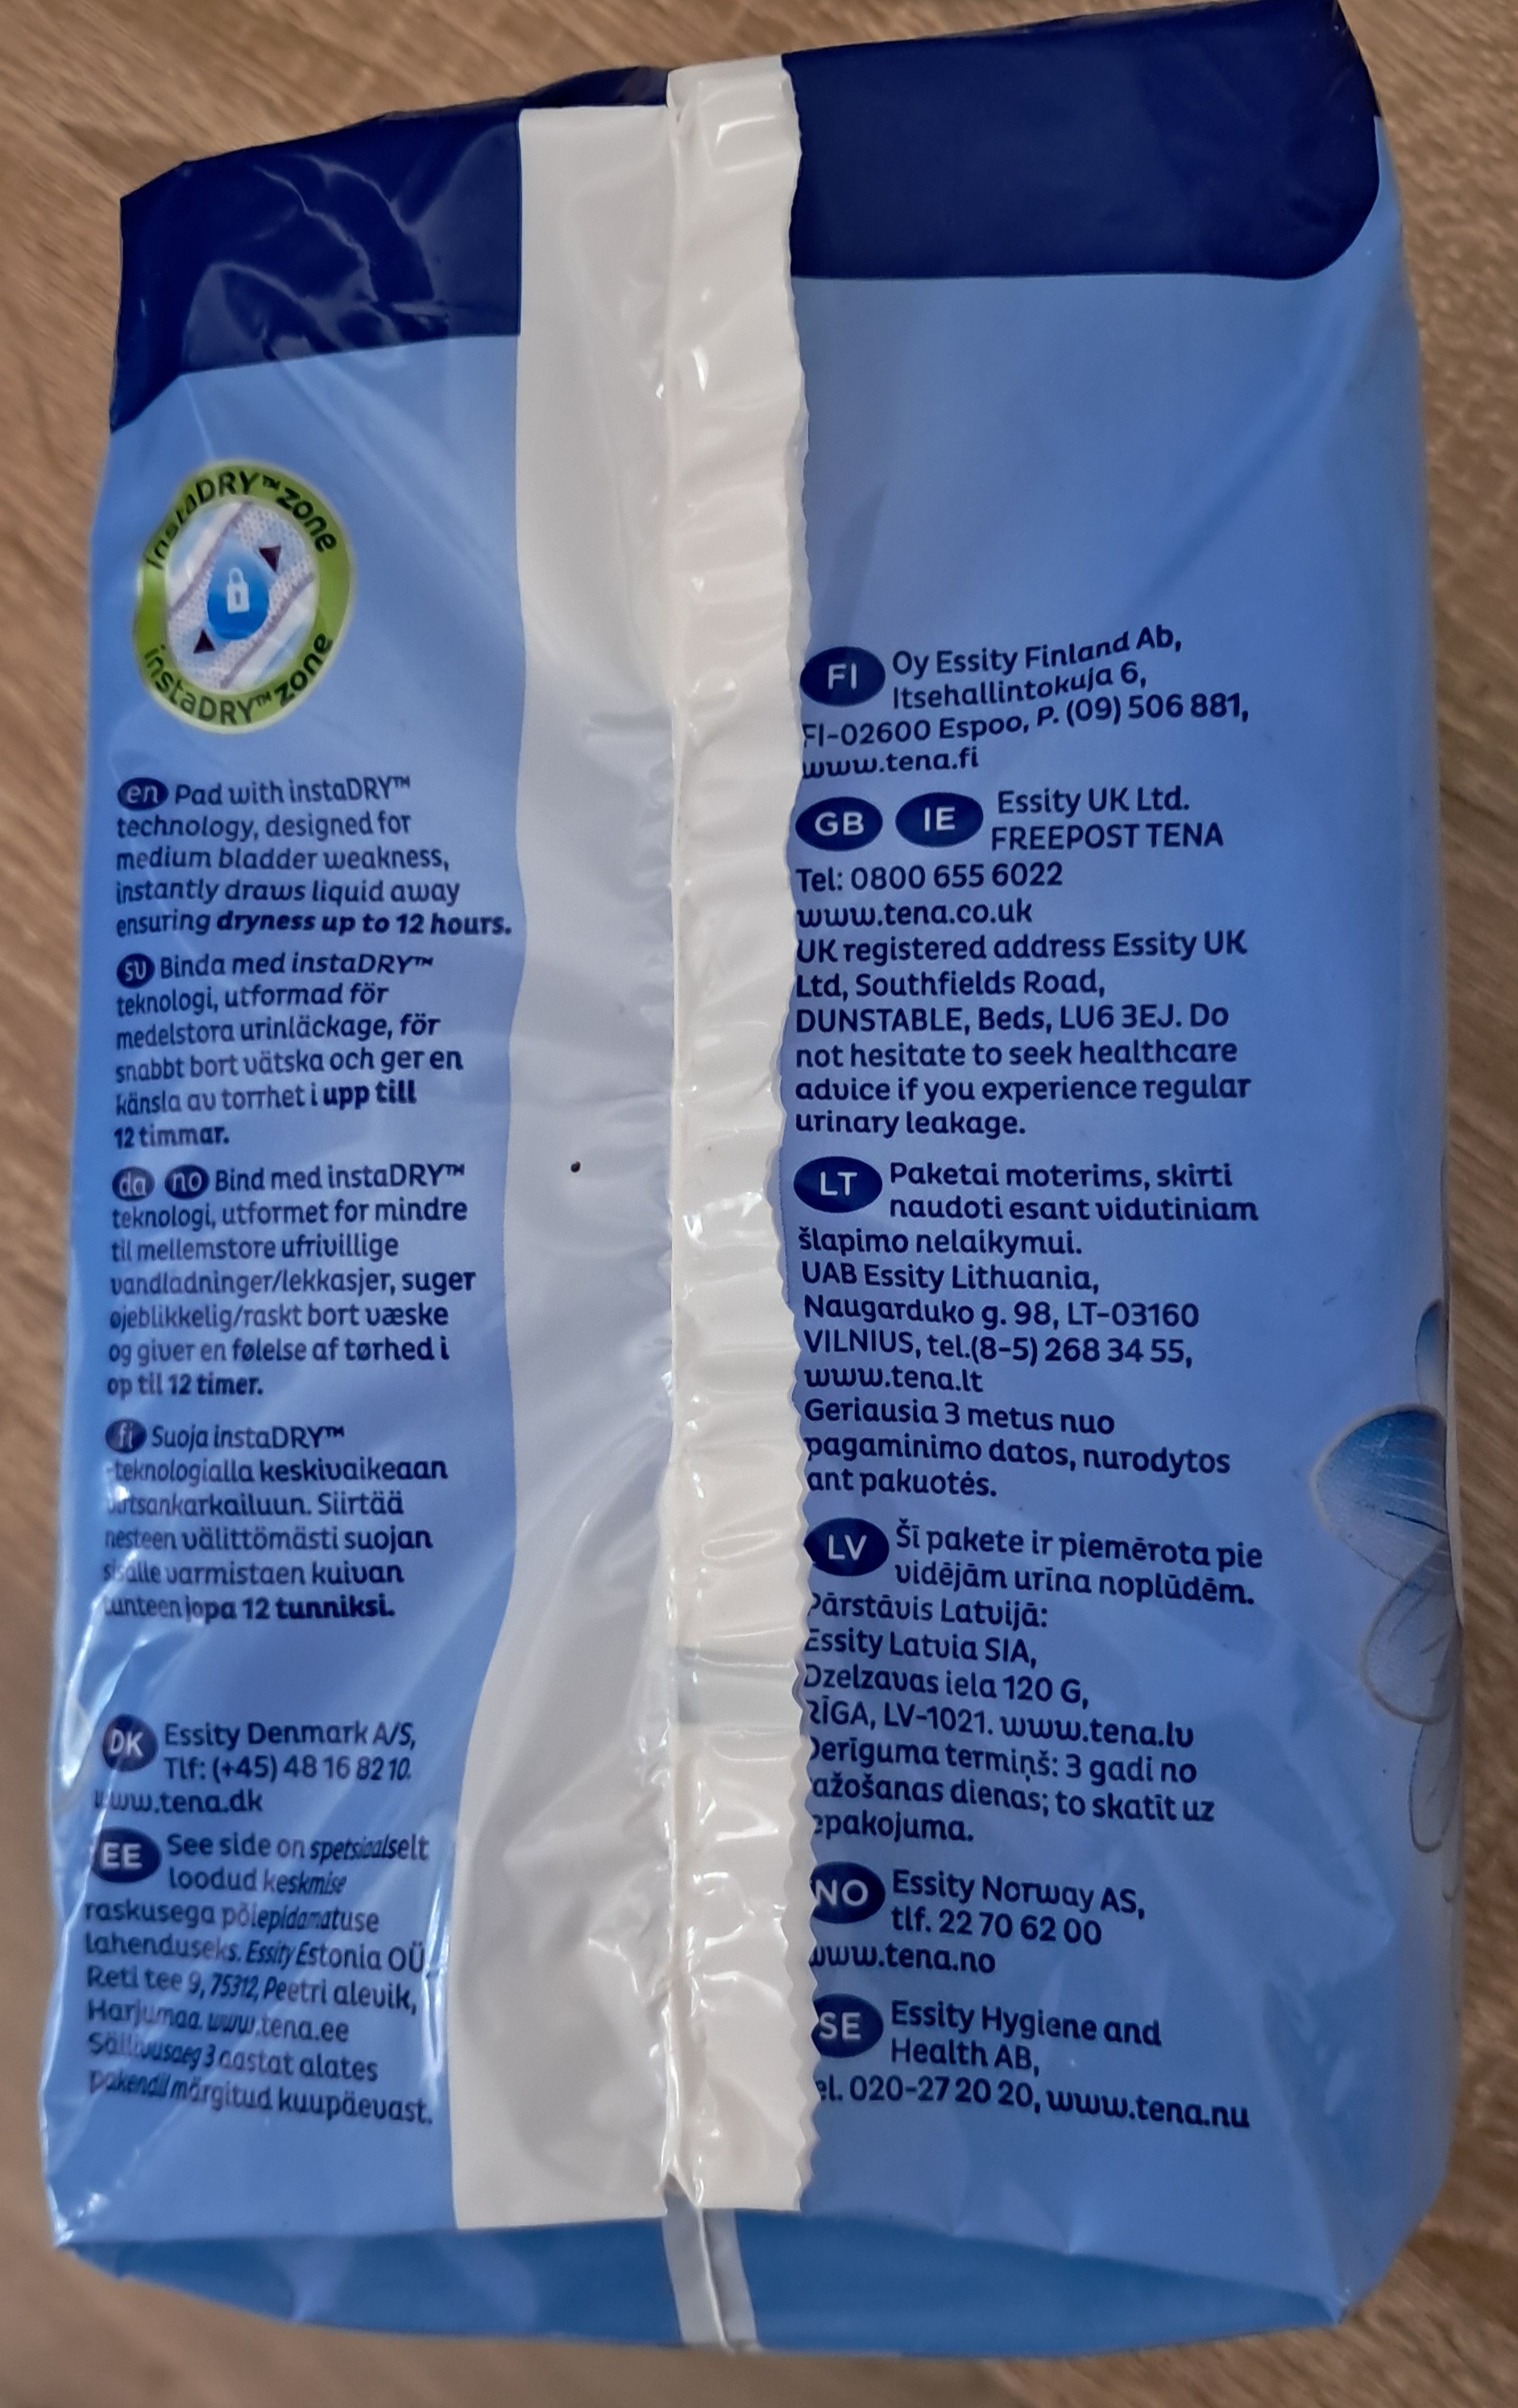 instaDRY™ zone
instaDRY™ zone
en Pad with instaDRY™
technology, designed for
medium bladder weakness,
instantly draws liquid away
ensuring dryness up to 12 hours.
sv Binda med instaDRY™
teknologi, utformad för
medelstora urinläckage, för
snabbt bort vätska och ger en
känsla av torrhet i upp till
12 timmar.
da no Bind med instaDRY™
teknologi, utformet for mindre
til mellemstore ufrivillige
vandladninger/lekkasjer, suger
øjeblikkelig/raskt bort væske
og giver en følelse af tørhed i
op til 12 timer.
fi Suoja instaDRY™
-teknologialla keskivaikeaan
virtsankarkailuun. Siirtää
nesteen välittömästi suojan
sisälle varmistaen kuivan
tunteen jopa 12 tunniksi.
DK Essity Denmark A/S,
Tlf: (+45) 48 16 82 10.
www.tena.dk
EE See side on spetsiaalselt
loodud keskmise
raskusega põiepidamatuse
lahenduseks. Essity Estonia OÜ,
Reti tee 9, 75312, Peetri alevik,
Harjumaa. www.tena.ee
Säilivusaeg 3 aastat alates
pakendil märgitud kuupäevast.
FI Oy Essity Finland Ab,
Itsehallintokuja 6,
FI-02600 Espoo, P. (09) 506 881,
www.tena.fi
GB IE Essity UK Ltd.
FREEPOST TENA
Tel: 0800 655 6022
www.tena.co.uk
UK registered address Essity UK
Ltd, Southfields Road,
DUNSTABLE, Beds, LU6 3EJ. Do
not hesitate to seek healthcare
advice if you experience regular
urinary leakage.
LT Paketai moterims, skirti
naudoti esant vidutiniam
šlapimo nelaikymui.
UAB Essity Lithuania,
Naugarduko g. 98, LT-03160
VILNIUS, tel.(8-5) 268 34 55,
www.tena.lt
Geriausia 3 metus nuo
pagaminimo datos, nurodytos
ant pakuotės.
LV Šī pakete ir piemērota pie
vidējām urīna noplūdēm.
Pārstāvis Latvijā:
Essity Latvia SIA,
Dzelzavas iela 120 G,
RĪGA, LV-1021. www.tena.lv
Derīguma termiņš: 3 gadi no
ražošanas dienas; to skatīt uz
iepakojuma.
NO Essity Norway AS,
tlf. 22 70 62 00
www.tena.no
SE Essity Hygiene and
Health AB,
tel. 020-27 20 20, www.tena.nu